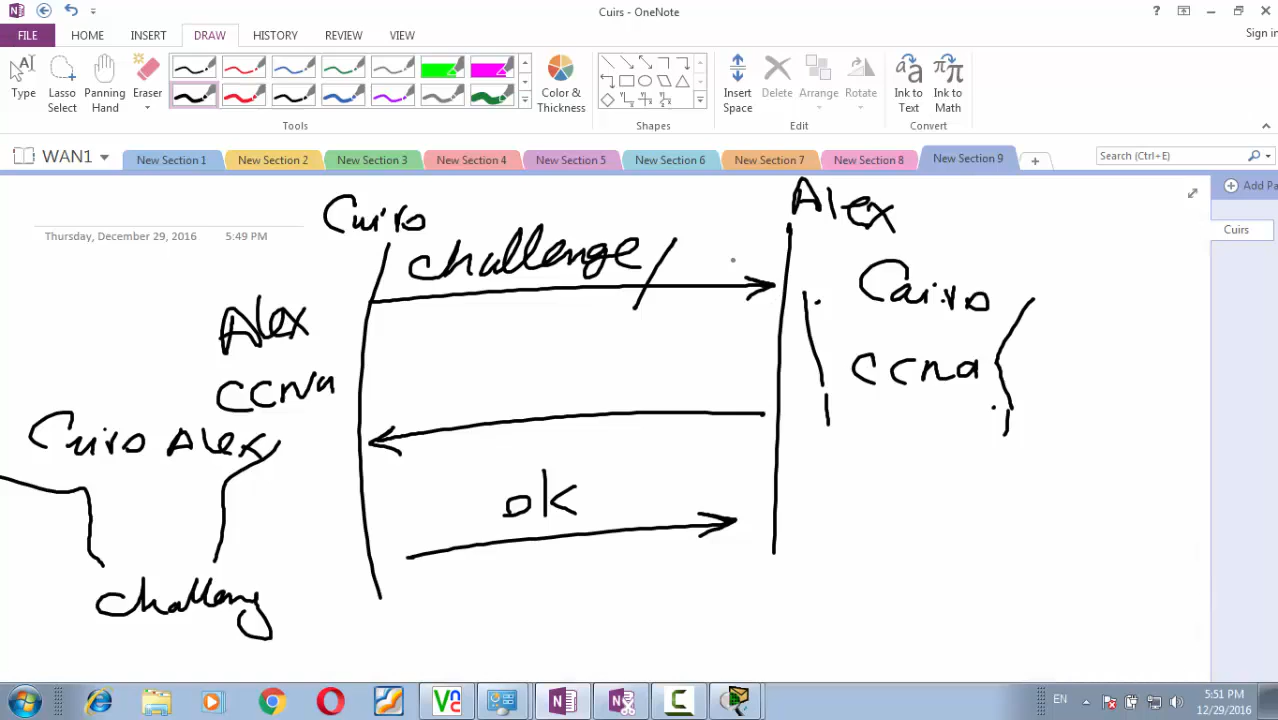 Cuirs - OneNote
Sign in
FILE HOME INSERT DRAW HISTORY REVIEW VIEW
Type
Lasso Select
Panning Hand
Eraser
Color & Thickness
Insert Space
Delete
Arrange
Rotate
Ink to Text
Ink to Math
Tools
Shapes
Edit
Convert
WAN1
New Section 1
New Section 2
New Section 3
New Section 4
New Section 5
New Section 6
New Section 7
New Section 8
New Section 9
Search (Ctrl+E)
Add Pa
Cuirs
Thursday, December 29, 2016 5:49 PM
Cuiro
Alex
challenge
Cairo
Alex
ccna
ccna
Cuiro Alex
ok
challeng
EN
5:51 PM
12/29/2016